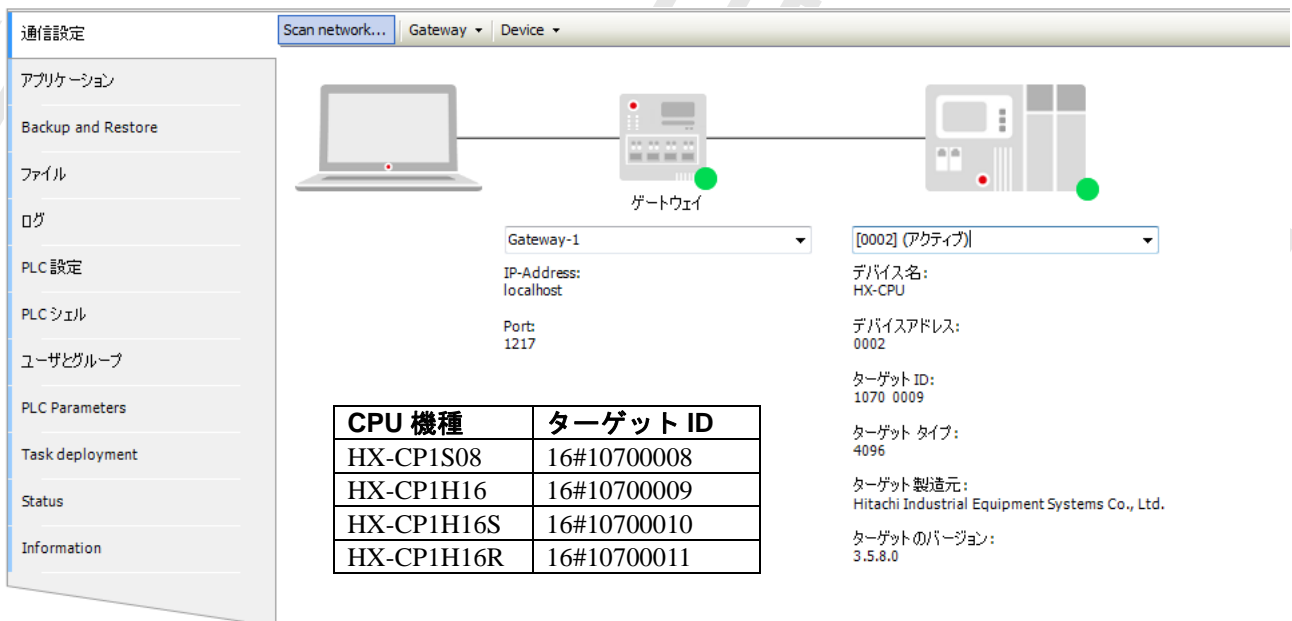 通信設定
アプリケーション
Backup and Restore
ファイル
ログ
PLC 設定
PLC シェル
ユーザとグループ
PLC Parameters
Task deployment
Status
Information
Scan network...
Gateway
Device
ゲートウェイ
Gateway-1
IP-Address:
localhost
Port:
1217
[0002] (アクティブ)
デバイス名:
HX-CPU
デバイスアドレス:
0002
ターゲット ID:
1070 0009
ターゲット タイプ:
4096
ターゲット製造元:
Hitachi Industrial Equipment Systems Co., Ltd.
ターゲットのバージョン:
3.5.8.0
CPU 機種 ターゲット ID
HX-CP1S08 16#10700008
HX-CP1H16 16#10700009
HX-CP1H16S 16#10700010
HX-CP1H16R 16#10700011